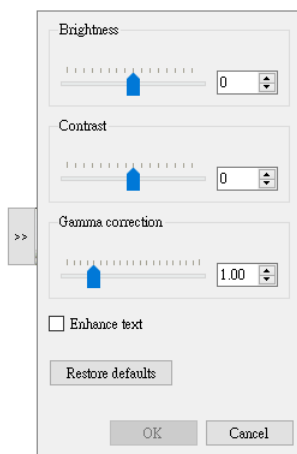 Brightness
0
Contrast
0
Gamma correction
>>
1.00
Enhance text
Restore defaults
OK Cancel